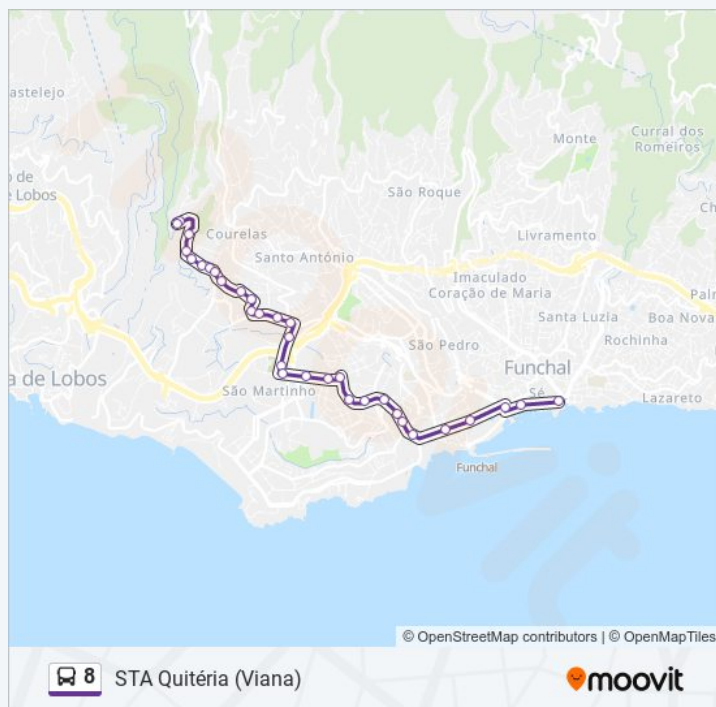 astelejo
o de
e Lobos
Monte
Curral dos
Romeiros
São Roque
Ch
Courelas
Livramento
Santo António
Imaculado
Coração de Maria
Palm
Santa Luzia
Boa Nova
Rochinha
São Pedro
Funchal
a de Lobos
São Martinho
Sé
Lazareto
Funchal
© OpenStreetMap contributors | © OpenMapTiles
8 STA Quitéria (Viana)
moovit